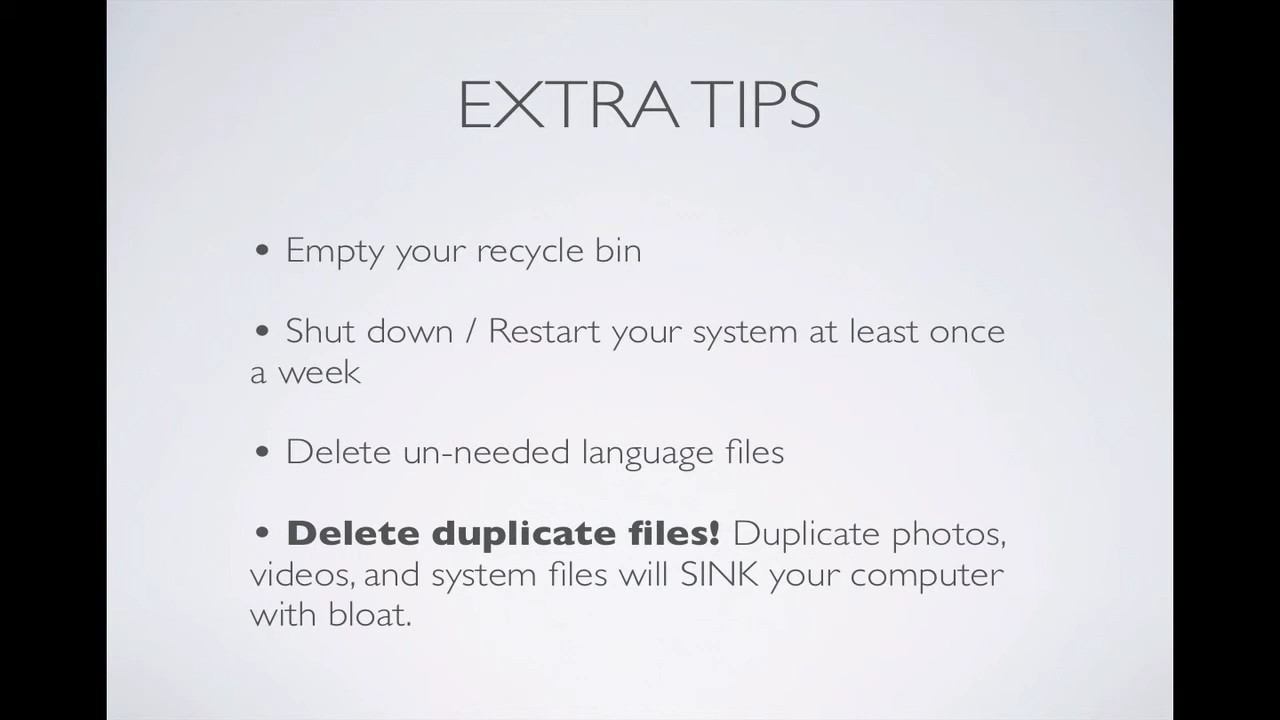 EXTRA TIPS
• Empty your recycle bin
• Shut down / Restart your system at least once
a week
• Delete un-needed language files
• Delete duplicate files! Duplicate photos,
videos, and system files will SINK your computer
with bloat.